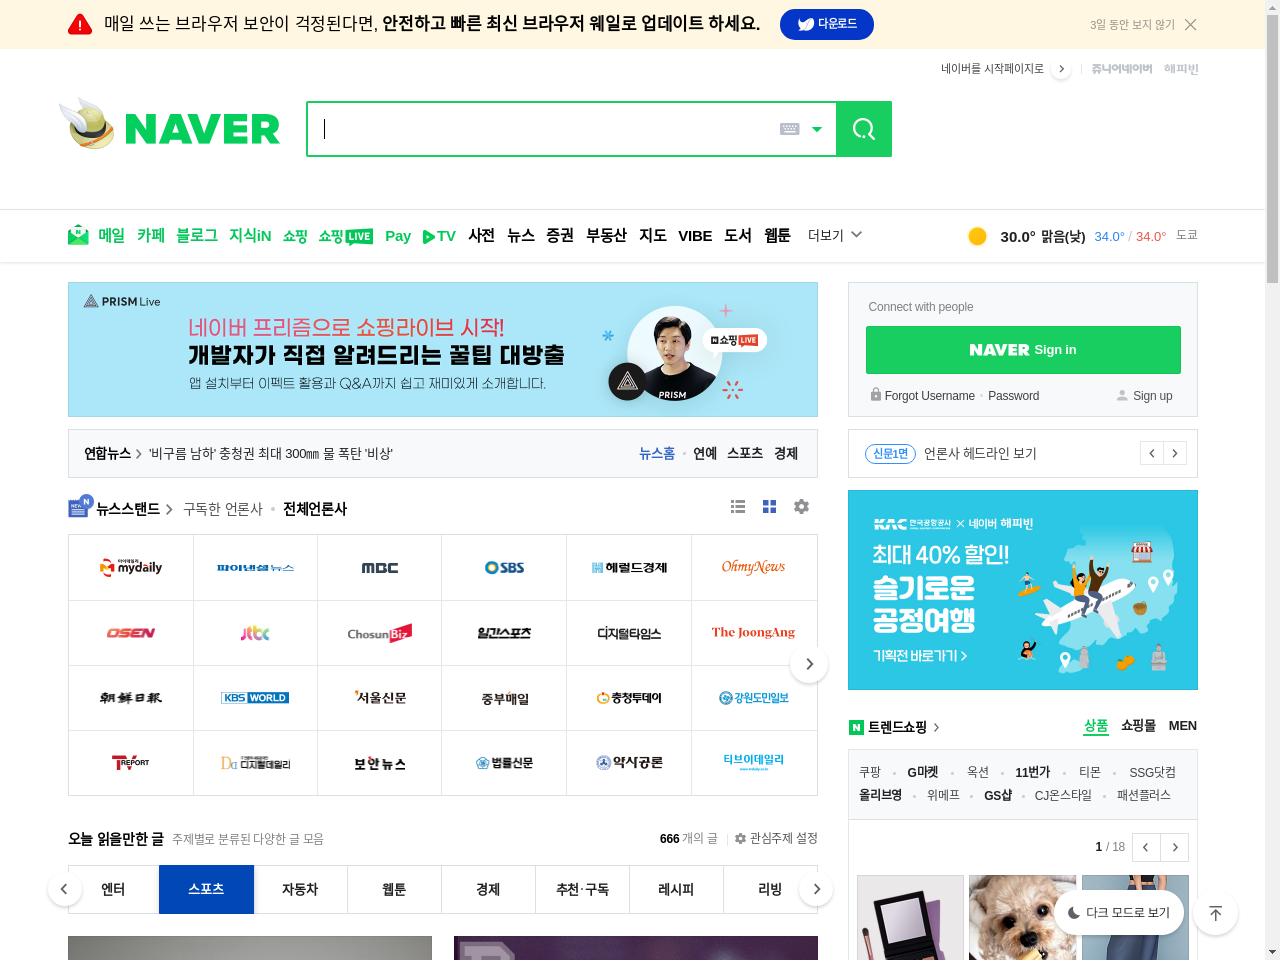 매일 쓰는 브라우저 보안이 걱정된다면, 안전하고 빠른 최신 브라우저 웨일로 업데이트 하세요. 다운로드 3일 동안 보지 않기
네이버를 시작페이지로 쥬니어네이버 해피빈
NAVER
메일 카페 블로그 지식iN 쇼핑 쇼핑LIVE Pay TV 사전 뉴스 증권 부동산 지도 VIBE 도서 웹툰 더보기 30.0° 맑음(낮) 34.0° / 34.0° 도쿄
PRISM Live
네이버 프리즘으로 쇼핑라이브 시작!
개발자가 직접 알려드리는 꿀팁 대방출
앱 설치부터 이펙트 활용과 Q&A까지 쉽고 재미있게 소개합니다.
쇼핑LIVE
PRISM
Connect with people
NAVER Sign in
Forgot Username Password Sign up
연합뉴스 '비구름 남하' 충청권 최대 300㎜ 물 폭탄 '비상' 뉴스홈 연예 스포츠 경제
신문1면 언론사 헤드라인 보기
NEW N 뉴스스탠드 구독한 언론사 전체언론사
마이데일리 mydaily 파이낸셜뉴스 MBC SBS 헤럴드경제 OhmyNews
OSEN jtbc ChosunBiz 일간스포츠 디지털타임스 The JoongAng
朝鮮日報 KBS WORLD 서울신문 중부매일 충청투데이 강원도민일보
TV REPORT 디지털데일리 보안뉴스 법률신문 약사공론 티브이데일리
KAC 한국공항공사 × 네이버 해피빈
최대 40% 할인!
슬기로운
공정여행
기획전 바로가기
트렌드쇼핑 상품 쇼핑몰 MEN
쿠팡 G마켓 옥션 11번가 티몬 SSG닷컴
올리브영 위메프 GS샵 CJ온스타일 패션플러스
1 / 18
오늘 읽을만한 글 주제별로 분류된 다양한 글 모음 666 개의 글 관심주제 설정
엔터 스포츠 자동차 웹툰 경제 추천·구독 레시피 리빙
다크 모드로 보기